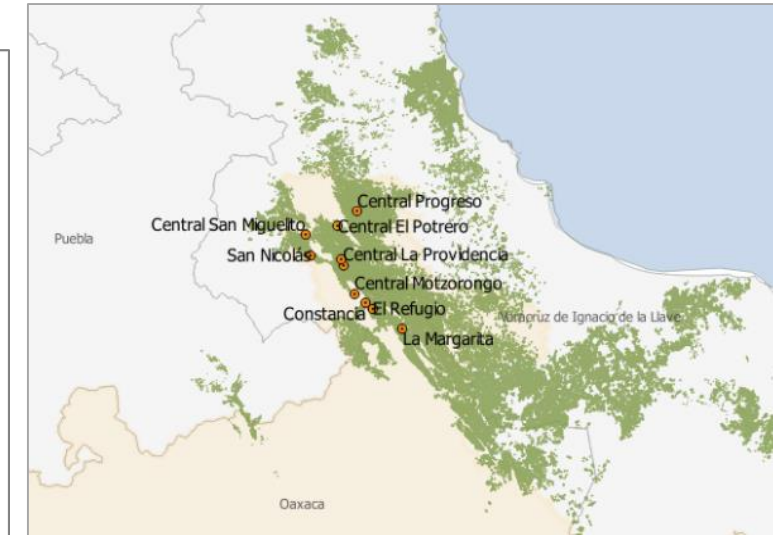 Central Progreso
Central San Miguelito
Central El Potrero
Puebla
San Nicolás
Central La Providencia
Central Motzorongo
Constancia
El Refugio
Veracruz de Ignacio de la Llave
La Margarita
Oaxaca